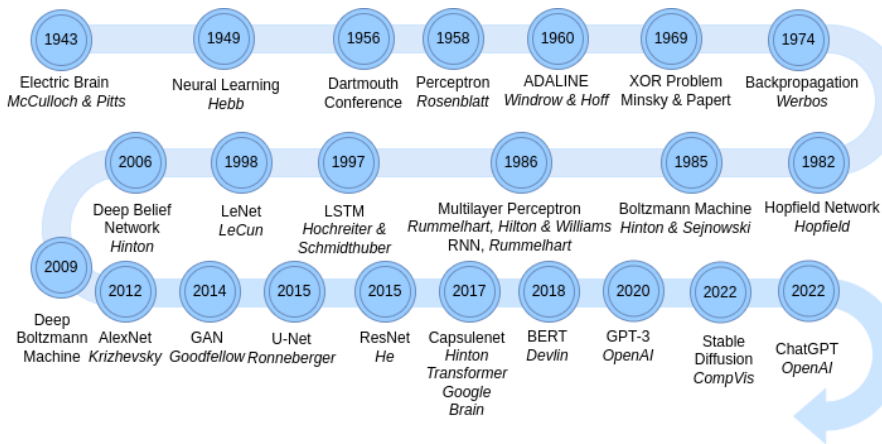 1943
1949
1956
1958
1960
1969
1974
Electric Brain
McCulloch & Pitts
Neural Learning
Hebb
Dartmouth
Conference
Perceptron
Rosenblatt
ADALINE
Windrow & Hoff
XOR Problem
Minsky & Papert
Backpropagation
Werbos
2006
1998
1997
1986
1985
1982
Deep Belief
Network
Hinton
LeNet
LeCun
LSTM
Hochreiter &
Schmidthuber
Multilayer Perceptron
Rummelhart, Hilton & Williams
RNN, Rummelhart
Boltzmann Machine
Hinton & Sejnowski
Hopfield Network
Hopfield
2009
2012
2014
2015
2015
2017
2018
2020
2022
2022
Deep
Boltzmann
Machine
AlexNet
Krizhevsky
GAN
Goodfellow
U-Net
Ronneberger
ResNet
He
Capsulenet
Hinton
Transformer
Google
Brain
BERT
Devlin
GPT-3
OpenAI
Stable
Diffusion
CompVis
ChatGPT
OpenAI